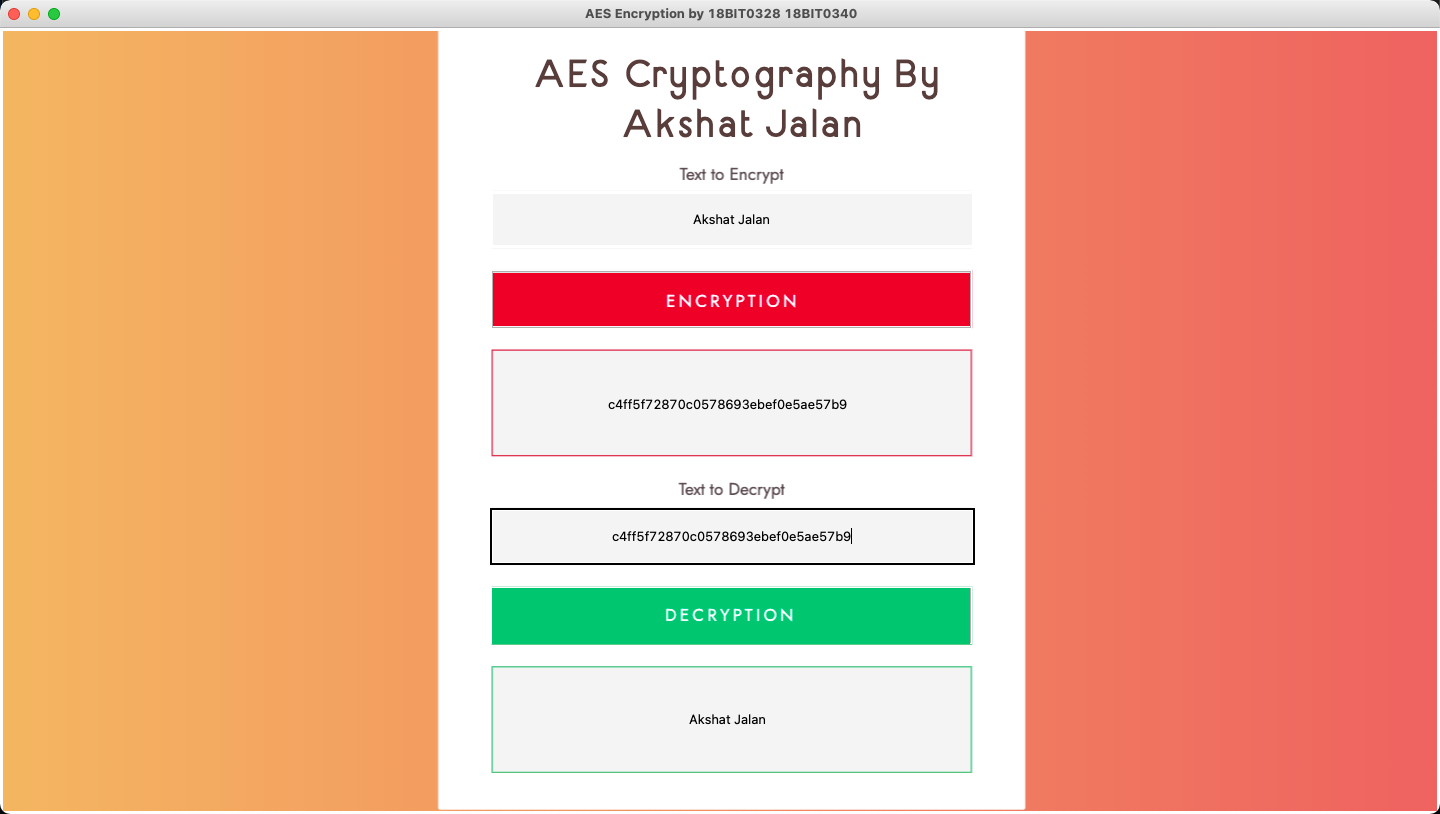 AES Encryption by 18BIT0328 18BIT0340
AES Cryptography By
Akshat Jalan
Text to Encrypt
Akshat Jalan
ENCRYPTION
c4ff5f72870c0578693ebef0e5ae57b9
Text to Decrypt
c4ff5f72870c0578693ebef0e5ae57b9
DECRYPTION
Akshat Jalan